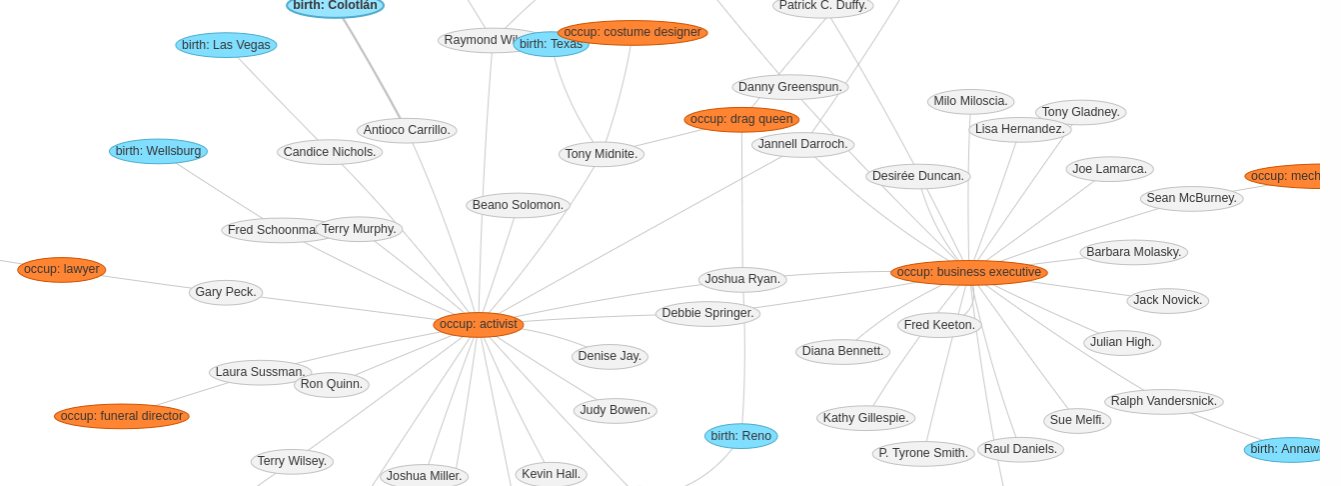 birth: Colotlán
Patrick C. Duffy.
birth: Las Vegas
Raymond
birth: Texas
occup: costume designer
Danny Greenspun.
Milo Miloscia.
Tony Gladney.
occup: drag queen
Lisa Hernandez.
Antioco Carrillo.
Candice Nichols.
birth: Wellsburg
Tony Midnite.
Jannell Darroch.
Joe Lamarca.
Desirée Duncan.
occup:
Sean McBurney.
Beano Solomon.
Fred
Terry Murphy.
Barbara Molasky.
occup: lawyer
Joshua Ryan.
occup: business executive
Gary Peck.
Jack Novick.
Debbie Springer.
occup: activist
Fred Keeton.
Julian High.
Diana Bennett.
Denise Jay.
Laura Sussman.
Ron Quinn.
Ralph Vandersnick.
occup: funeral director
Judy Bowen.
Kathy Gillespie.
Sue Melfi.
birth: Reno
P. Tyrone Smith.
Raul Daniels.
birth:
Terry Wilsey.
Joshua Miller.
Kevin Hall.